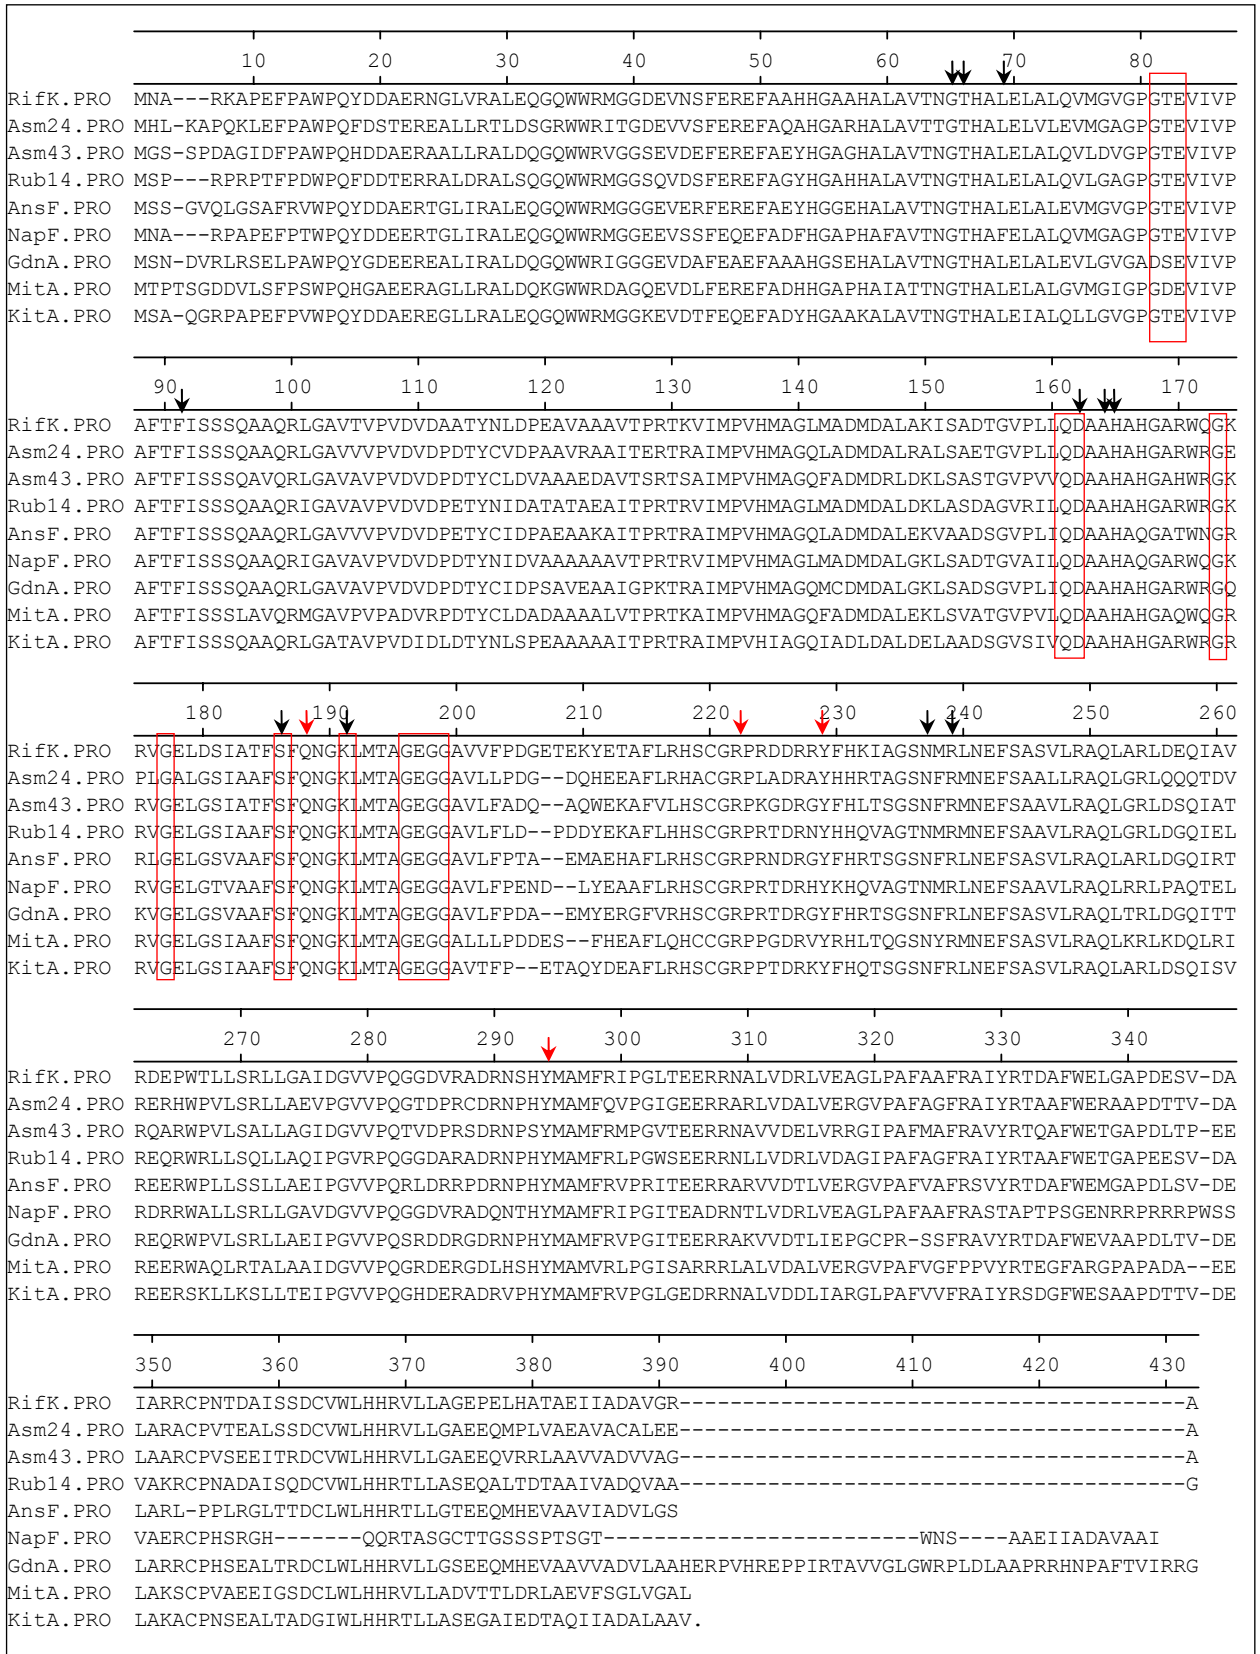 10 20 30 40 50 60 70 80
RifK.PRO MNA---RKAPEFPAWPQYDDAERNGLVRALEQGQWWRMGGDEVNSFEREFAAHHGAAHALAVTNGTHALELALQVMGVGPGTEVIVP
Asm24.PRO MHL-KAPQKLEFPAWPQFDSTEREALLRTLDSGRWWRITGDEVVSFEREFAQAHGARHALAVTTGTHALELVLEVMGAGPGTEVIVP
Asm43.PRO MGS-SPDAGIDFPAWPQHDDAERAALLRALDQGQWWRVGGSEVDEFEREFAEYHGAGHALAVTNGTHALELALQVLDVGPGTEVIVP
Rub14.PRO MSP---RPRPTFPDWPQFDDTERRALDRALSQGQWWRMGGSQVDSFEREFAGYHGAHHALAVTNGTHALELALQVLGAGPGTEVIVP
AnsF.PRO MSS-GVQLGSAFRVWPQYDDAERTGLIRALEQGQWWRMGGGEVERFEREFAEYHGGEHALAVTNGTHALELALEVMGVGPGTEVIVP
NapF.PRO MNA---RPAPEFPTWPQYDDEERTGLIRALEQGQWWRMGGEEVSSFEQEFADFHGAPHAFAVTNGTHAFELALQVMGAGPGTEVIVP
GdnA.PRO MSN-DVRLRSELPAWPQYGDEEREALIRALDQGQWWRIGGGEVDAFEAEFAAAHGSEHALAVTNGTHALELALEVLGVGADSEVIVP
MitA.PRO MTPTSGDDVLSFPSWPQHGAEERAGLLRALDQKGWWRDAGQEVDLFEREFADHHGAPHAIATTNGTHALELALGVMGIGPGDEVIVP
KitA.PRO MSA-QGRPAPEFPVWPQYDDAEREGLLRALEQGQWWRMGGKEVDTFEQEFADYHGAAKALAVTNGTHALEIALQLLGVGPGTEVIVP
90 100 110 120 130 140 150 160 170
RifK.PRO AFTFISSSQAAQRLGAVTVPVDVDAATYNLDPEAVAAAVTPRTKVIMPVHMAGLMADMDALAKISADTGVPLLQDAAHAHGARWQGK
Asm24.PRO AFTFISSSQAAQRLGAVVVPVDVDPDTYCVDPAAVRAAITERTRAIMPVHMAGQLADMDALRALSAETGVPLLQDAAHAHGARWRGE
Asm43.PRO AFTFISSSQAVQRLGAVAVPVDVDPDTYCLDVAAAEDAVTSRTSAIMPVHMAGQFADMDRLDKLSASTGVPVVQDAAHAHGAHWRGK
Rub14.PRO AFTFISSSQAAQRIGAVAVPVDVDPETYNIDATATAEAITPRTRVIMPVHMAGLMADMDALDKLASDAGVRILQDAAHAHGARWRGK
AnsF.PRO AFTFISSSQAAQRLGAVVVPVDVDPETYCIDPAEAAKAITPRTRAIMPVHMAGQLADMDALEKVAADSGVPLIQDAAHAQGATWNGR
NapF.PRO AFTFISSSQAAQRIGAVAVPVDVDPDTYNIDVAAAAAAVTPRTRAIMPVHMAGLMADMDALGKLSADTGVAILQDAAHAQGARWQGK
GdnA.PRO AFTFISSSQAAQRLGAVAVPVDVDPDTYCIDPSAVEAAIGPKTRAIMPVHMAGQMCDMDALGKLSADSGVPLIQDAAHAHGARWRGQ
MitA.PRO AFTFISSSLAVQRMGAVPVPADVRPDTYCLDADAAAALVTPRTKAIMPVHMAGQFADMDALEKLSVATGVPVLQDAAHAHGAQWQGR
KitA.PRO AFTFISSSQAAQRLGATAVPVDIDLDTYNLSPEAAAAAITPRTRAIMPVHIAGQIADLDALDELAADSGVSIVQDAAHAHGARWRGR
180 190 200 210 220 230 240 250 260
RifK.PRO RVGELDSIATFSFQNGKLMTAGEGGAVVFPDGETEKYETAFLRHSCGRPRDDRRYFHKIAGSNMRLNEFSASVLRAQLARLDEQIAV
Asm24.PRO PLGALGSIAAFSFQNGKLMTAGEGGAVLLPDG--DQHEEAFLRHACGRPLADRAYHHRTAGSNFRMNEFSAALLRAQLGRLQQQTDV
Asm43.PRO RVGELGSIATFSFQNGKLMTAGEGGAVLFADQ--AQWEKAFVLHSCGRPKGDRGYFHLTSGSNFRMNEFSAAVLRAQLGRLDSQIAT
Rub14.PRO RVGELGSIAAFSFQNGKLMTAGEGGAVLFLD--PDDYEKAFLHHSCGRPRTDRNYHHQVAGTNMRMNEFSAAVLRAQLGRLDGQIEL
AnsF.PRO RLGELGSVAAFSFQNGKLMTAGEGGAVLFPTA--EMAEHAFLRHSCGRPRNDRGYFHRTSGSNFRLNEFSASVLRAQLARLDGQIRT
NapF.PRO RVGELGTVAAFSFQNGKLMTAGEGGAVLFPEND--LYEAAFLRHSCGRPRTDRHYKHQVAGTNMRLNEFSAAVLRAQLRRLPAQTEL
GdnA.PRO KVGELGSVAAFSFQNGKLMTAGEGGAVLFPDA--EMYERGFVRHSCGRPRTDRGYFHRTSGSNFRLNEFSASVLRAQLTRLDGQITT
MitA.PRO RVGELGSIAAFSFQNGKLMTAGEGGALLLPDDES--FHEAFLQHCCGRPPGDRVYRHLTQGSNYRMNEFSASVLRAQLKRLKDQLRI
KitA.PRO RVGELGSIAAFSFQNGKLMTAGEGGAVTFP--ETAQYDEAFLRHSCGRPPTDRKYFHQTSGSNFRLNEFSASVLRAQLARLDSQISV
270 280 290 300 310 320 330 340
RifK.PRO RDEPWTLLSRLLGAIDGVVPQGGDVRADRNSHYMAMFRIPGLTEERRNALVDRLVEAGLPAFAAFRAIYRTDAFWELGAPDESV-DA
Asm24.PRO RERHWPVLSRLLAEVPGVVPQGTDPRCDRNPHYMAMFQVPGIGEERRARLVDALVERGVPAFAGFRAIYRTAAFWERAAPDTTV-DA
Asm43.PRO RQARWPVLSALLAGIDGVVPQTVDPRSDRNPSYMAMFRMPGVTEERRNAVVDELVRRGIPAFMAFRAVYRTQAFWETGAPDLTP-EE
Rub14.PRO REQRWRLLSQLLAQIPGVRPQGGDARADRNPHYMAMFRLPGWSEERRNLLVDRLVDAGIPAFAGFRAIYRTAAFWETGAPEESV-DA
AnsF.PRO REERWPLLSSLLAEIPGVVPQRLDRRPDRNPHYMAMFRVPRITEERRARVVDTLVERGVPAFVAFRSVYRTDAFWEMGAPDLSV-DE
NapF.PRO RDRRWALLSRLLGAVDGVVPQGGDVRADQNTHYMAMFRIPGITEADRNTLVDRLVEAGLPAFAAFRASTAPTPSGENRRPRRRPWSS
GdnA.PRO REQRWPVLSRLLAEIPGVVPQSRDDRGDRNPHYMAMFRVPGITEERRAKVVDTLIEPGCPR-SSFRAVYRTDAFWEVAAPDLTV-DE
MitA.PRO REERWAQLRTALAAIDGVVPQGRDERGDLHSHYMAMVRLPGISARRRLALVDALVERGVPAFVGFPPVYRTEGFARGPAPADA--EE
KitA.PRO REERSKLLKSLLTEIPGVVPQGHDERADRVPHYMAMFRVPGLGEDRRNALVDDLIARGLPAFVVFRAIYRSDGFWESAAPDTTV-DE
350 360 370 380 390 400 410 420 430
RifK.PRO IARRCPNTDAISSDCVWLHHRVLLAGEPELHATAEIIADAVGR----------------------------------------A
Asm24.PRO LARACPVTEALSSDCVWLHHRVLLGAEEQMPLVAEAVACALEE----------------------------------------A
Asm43.PRO LAARCPVSEEITRDCVWLHHRVLLGAEEQVRRLAAVVADVVAG----------------------------------------A
Rub14.PRO VAKRCPNADAISQDCVWLHHRTLLASEQALTDTAAIVADQVAA----------------------------------------G
AnsF.PRO LARL-PPLRGLTTDCLWLHHRTLLGTEEQMHEVAAVIADVLGS
NapF.PRO VAERCPHSRGH-------QQRTASGCTTGSSSPTSGT-------------------------WNS----AAEIIADAVAAI
GdnA.PRO LARRCPHSEALTRDCLWLHHRVLLGSEEQMHEVAAVVADVLAAHERPVHREPPIRTAVVGLGWRPLDLAAPRRHNPAFTVIRRG
MitA.PRO LAKSCPVAEEIGSDCLWLHHRVLLADVTTLDRLAEVFSGLVGAL
KitA.PRO LAKACPNSEALTADGIWLHHRTLLASEGAIEDTAQIIADALAAV.